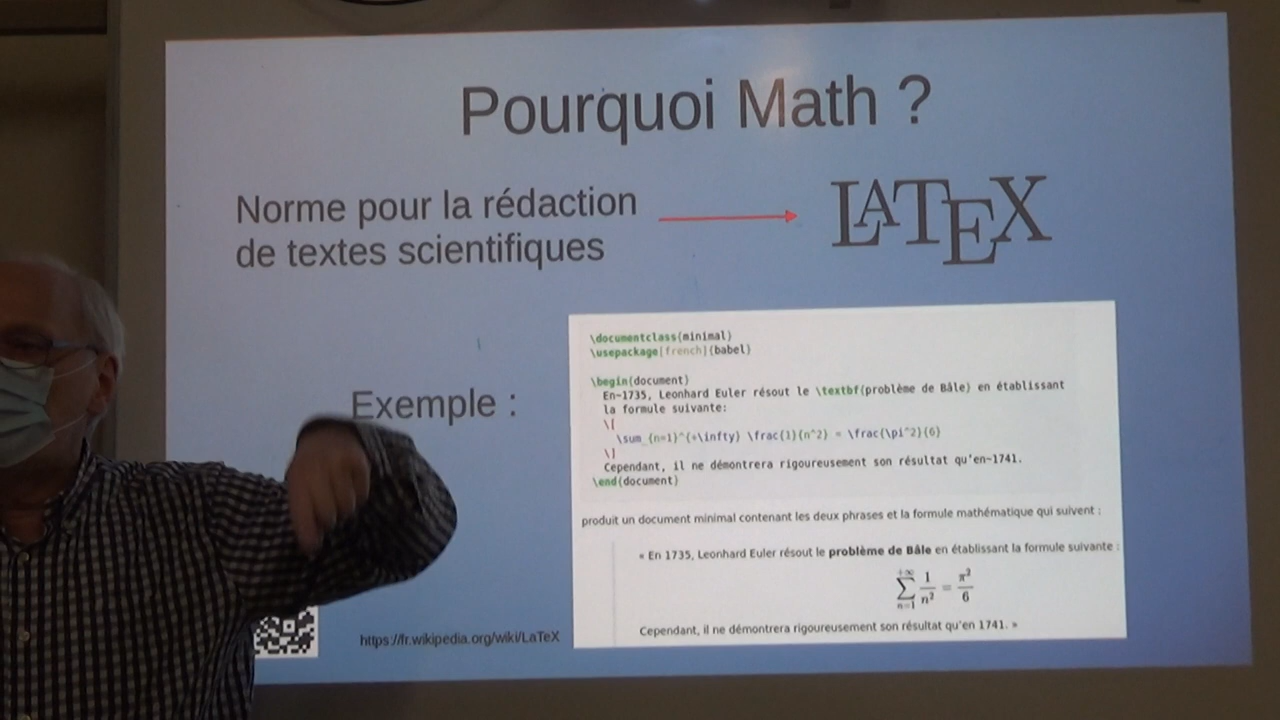 Pourquoi Math ?
Norme pour la rédaction
de textes scientifiques
LATEX
Exemple :
\documentclass{minimal}
\usepackage[french]{babel}
\begin{document}
En~1735, Leonhard Euler résout le \textbf{problème de Bâle} en établissant
la formule suivante:
\[
\sum_{n=1}^{+\infty} \frac{1}{n^2} = \frac{\pi^2}{6}
\]
Cependant, il ne démontrera rigoureusement son résultat qu'en~1741.
\end{document}
produit un document minimal contenant les deux phrases et la formule mathématique qui suivent :
« En 1735, Leonhard Euler résout le problème de Bâle en établissant la formule suivante :
+∞ ∑ n=1 1/n² = π²/6
Cependant, il ne démontrera rigoureusement son résultat qu'en 1741. »
https://fr.wikipedia.org/wiki/LaTeX